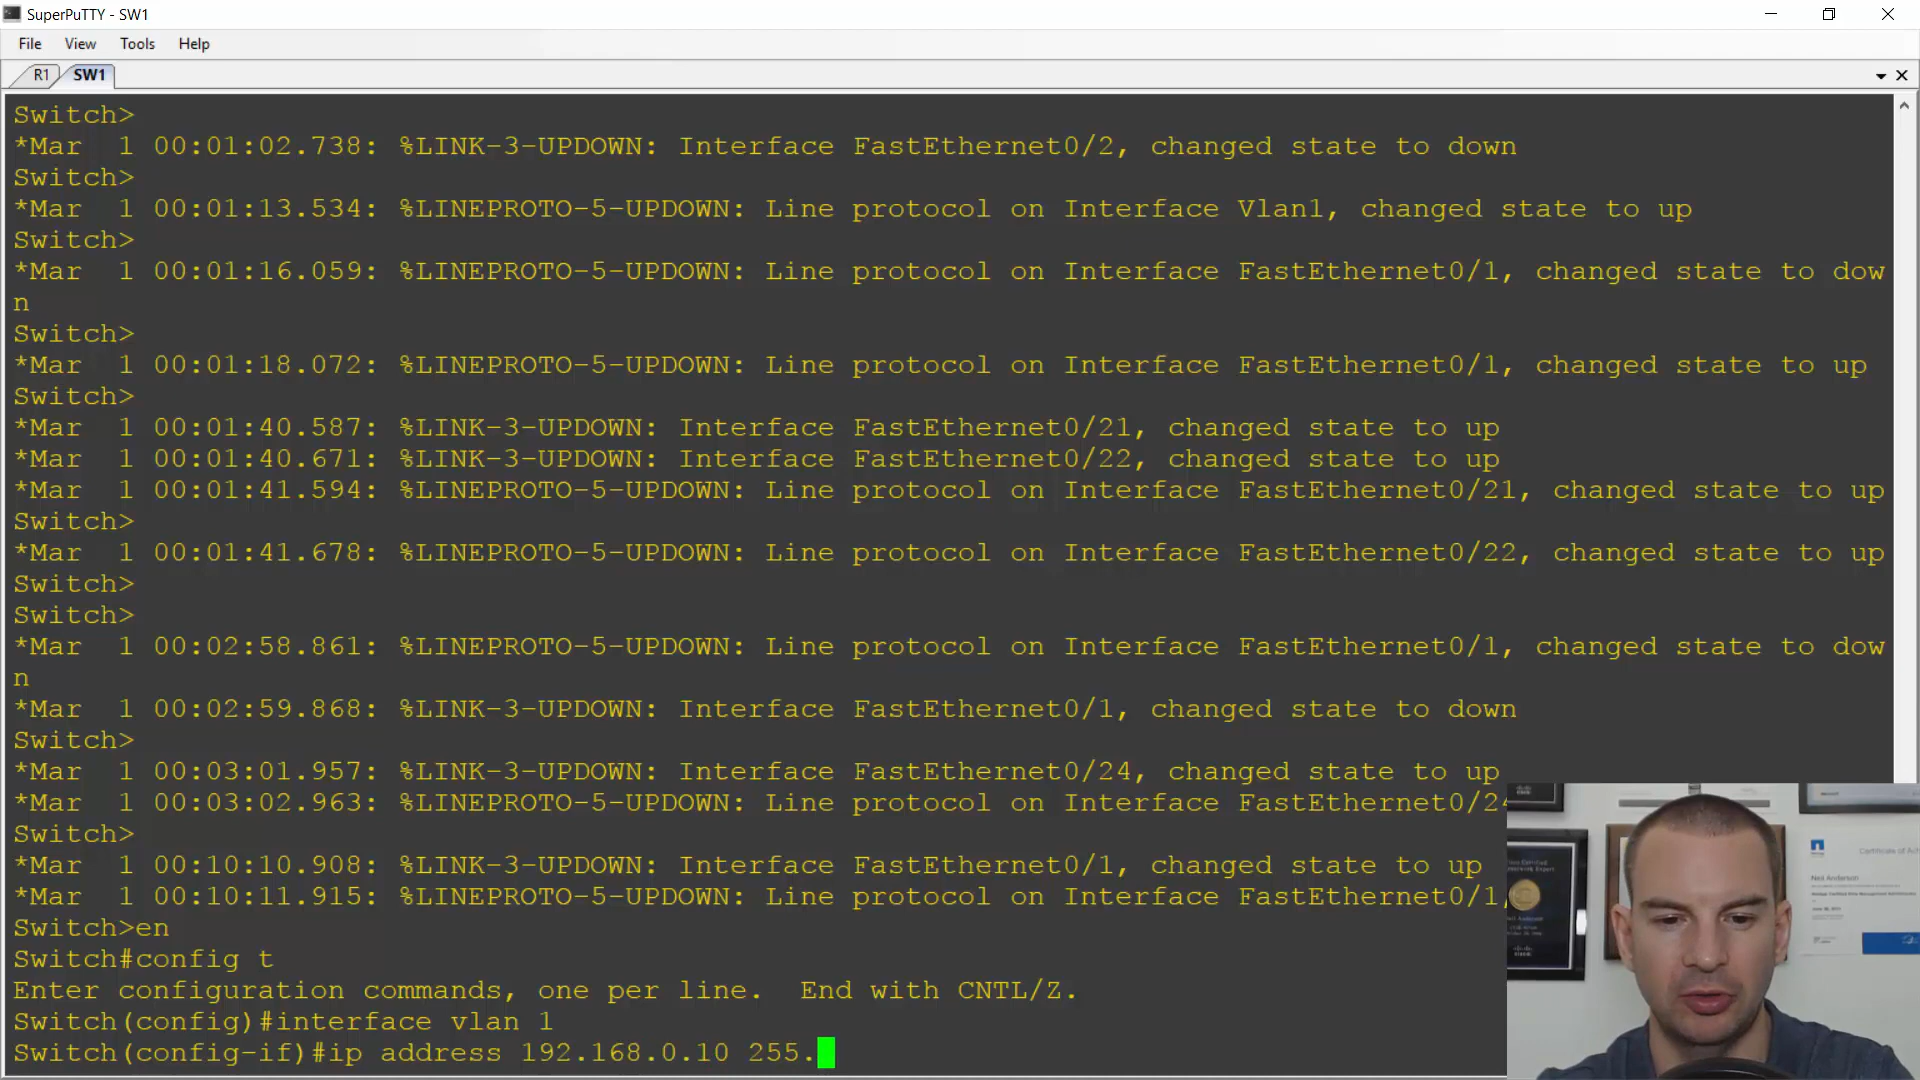 SuperPuTTY - SW1
File View Tools Help
R1 SW1
Switch>
*Mar  1 00:01:02.738: %LINK-3-UPDOWN: Interface FastEthernet0/2, changed state to down
Switch>
*Mar  1 00:01:13.534: %LINEPROTO-5-UPDOWN: Line protocol on Interface Vlan1, changed state to up
Switch>
*Mar  1 00:01:16.059: %LINEPROTO-5-UPDOWN: Line protocol on Interface FastEthernet0/1, changed state to dow
n
Switch>
*Mar  1 00:01:18.072: %LINEPROTO-5-UPDOWN: Line protocol on Interface FastEthernet0/1, changed state to up
Switch>
*Mar  1 00:01:40.587: %LINK-3-UPDOWN: Interface FastEthernet0/21, changed state to up
*Mar  1 00:01:40.671: %LINK-3-UPDOWN: Interface FastEthernet0/22, changed state to up
*Mar  1 00:01:41.594: %LINEPROTO-5-UPDOWN: Line protocol on Interface FastEthernet0/21, changed state to up
Switch>
*Mar  1 00:01:41.678: %LINEPROTO-5-UPDOWN: Line protocol on Interface FastEthernet0/22, changed state to up
Switch>
Switch>
*Mar  1 00:02:58.861: %LINEPROTO-5-UPDOWN: Line protocol on Interface FastEthernet0/1, changed state to dow
n
*Mar  1 00:02:59.868: %LINK-3-UPDOWN: Interface FastEthernet0/1, changed state to down
Switch>
*Mar  1 00:03:01.957: %LINK-3-UPDOWN: Interface FastEthernet0/24, changed state to up
*Mar  1 00:03:02.963: %LINEPROTO-5-UPDOWN: Line protocol on Interface FastEthernet0/24
Switch>
*Mar  1 00:10:10.908: %LINK-3-UPDOWN: Interface FastEthernet0/1, changed state to up
*Mar  1 00:10:11.915: %LINEPROTO-5-UPDOWN: Line protocol on Interface FastEthernet0/1,
Switch>en
Switch#config t
Enter configuration commands, one per line.  End with CNTL/Z.
Switch(config)#interface vlan 1
Switch(config-if)#ip address 192.168.0.10 255.
Certificate of
Neil Anderson